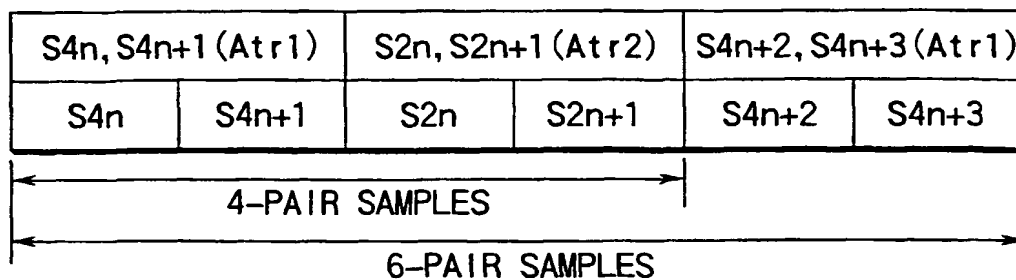 S4n, S4n+1 (Atr1) S2n, S2n+1 (Atr2) S4n+2, S4n+3 (Atr1)
S4n S4n+1 S2n S2n+1 S4n+2 S4n+3
4-PAIR SAMPLES
6-PAIR SAMPLES